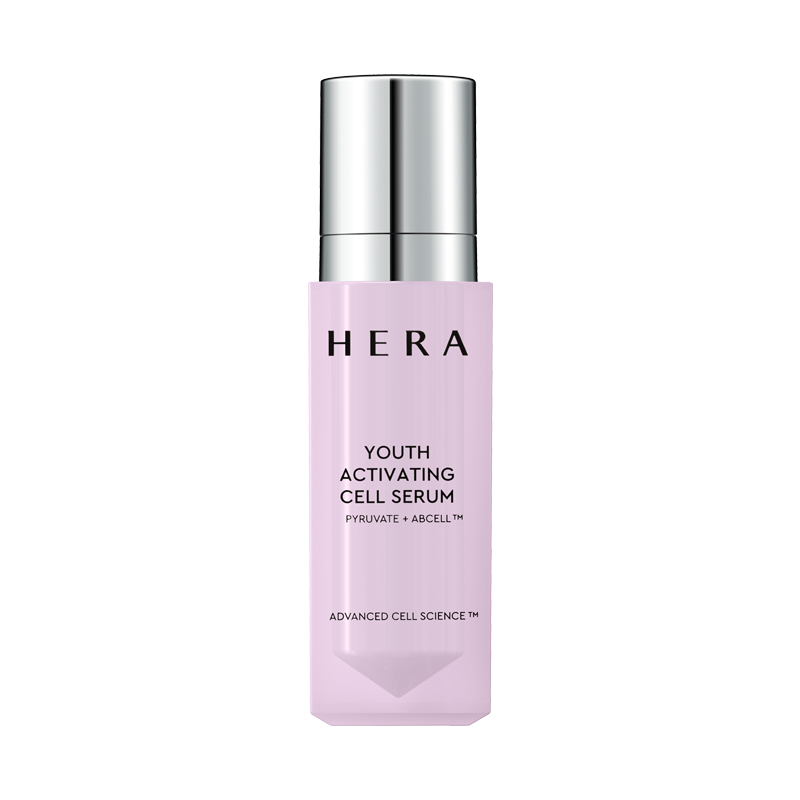 HERA
YOUTH
ACTIVATING
CELL SERUM
PYRUVATE + ABCELL™
ADVANCED CELL SCIENCE™